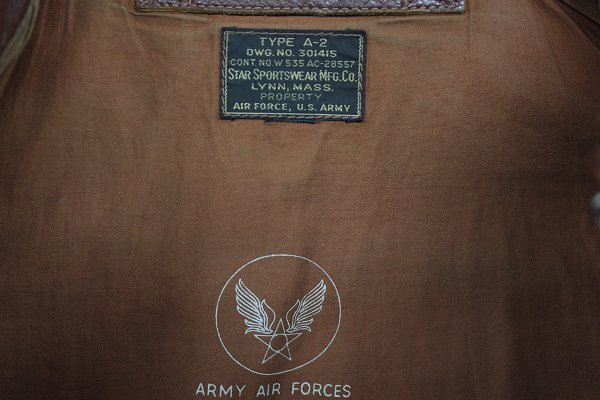 TYPE A-2
DWG. NO. 301415
CONT. NO. W 535 AC-28557
STAR SPORTSWEAR MFG. CO.
LYNN, MASS.
PROPERTY
AIR FORCE, U.S. ARMY
ARMY AIR FORCES